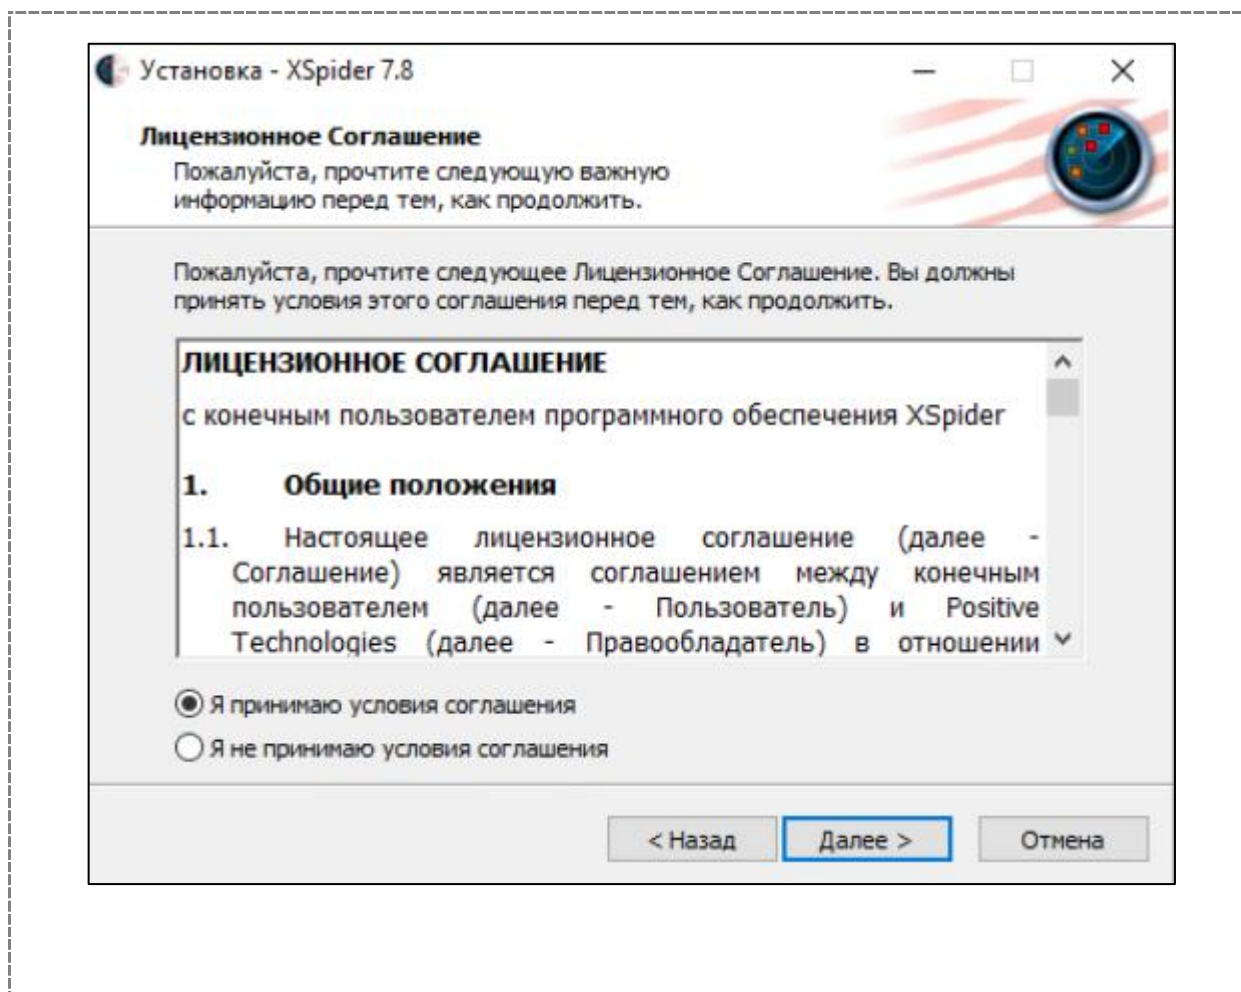 Установка - XSpider 7.8
Лицензионное Соглашение
Пожалуйста, прочтите следующую важную
информацию перед тем, как продолжить.
Пожалуйста, прочтите следующее Лицензионное Соглашение. Вы должны
принять условия этого соглашения перед тем, как продолжить.
ЛИЦЕНЗИОННОЕ СОГЛАШЕНИЕ
с конечным пользователем программного обеспечения XSpider
1. Общие положения
1.1. Настоящее лицензионное соглашение (далее -
Соглашение) является соглашением между конечным
пользователем (далее - Пользователь) и Positive
Technologies (далее - Правообладатель) в отношении
Я принимаю условия соглашения
Я не принимаю условия соглашения
< Назад Далее > Отмена